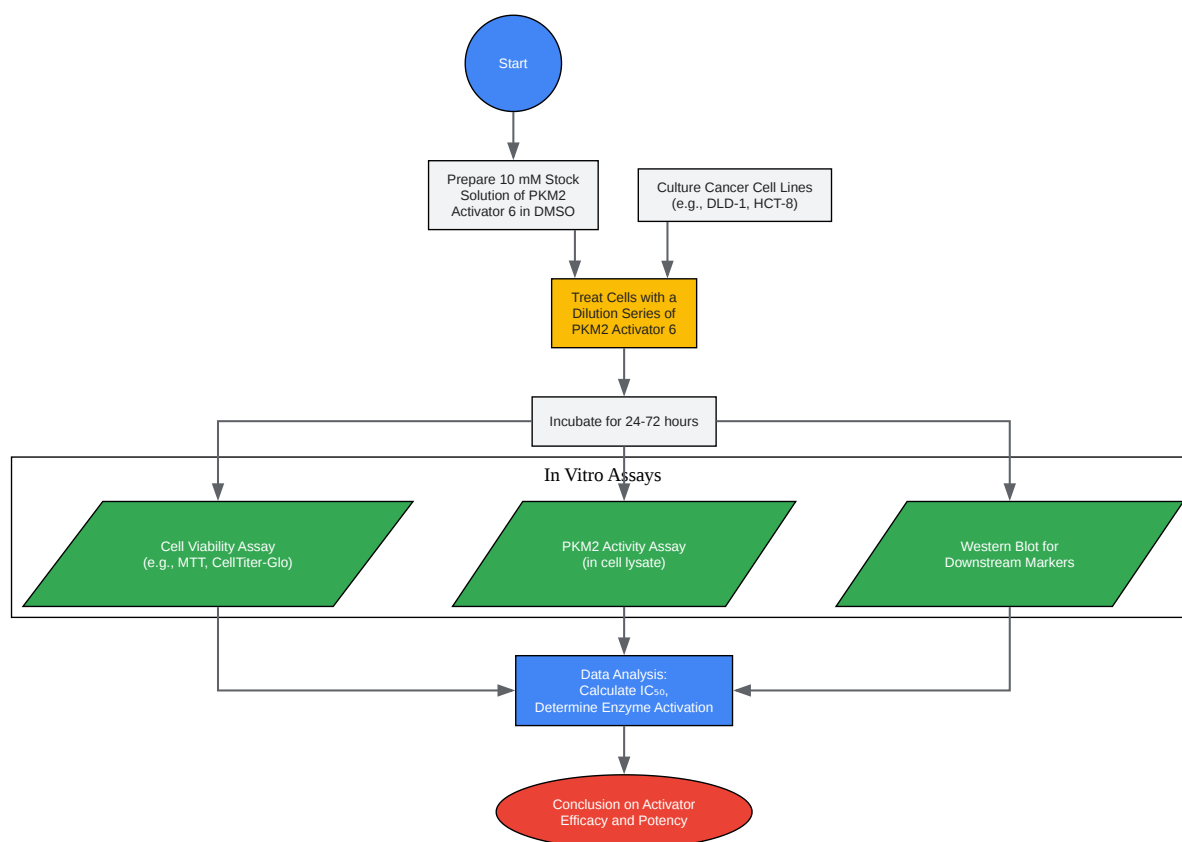 Start
Prepare 10 mM Stock
Solution of PKM2
Activator 6 in DMSO
Culture Cancer Cell Lines
(e.g., DLD-1, HCT-8)
Treat Cells with a
Dilution Series of
PKM2 Activator 6
Incubate for 24-72 hours
In Vitro Assays
Cell Viability Assay
(e.g., MTT, CellTiter-Glo)
PKM2 Activity Assay
(in cell lysate)
Western Blot for
Downstream Markers
Data Analysis:
Calculate IC₅₀,
Determine Enzyme Activation
Conclusion on Activator
Efficacy and Potency